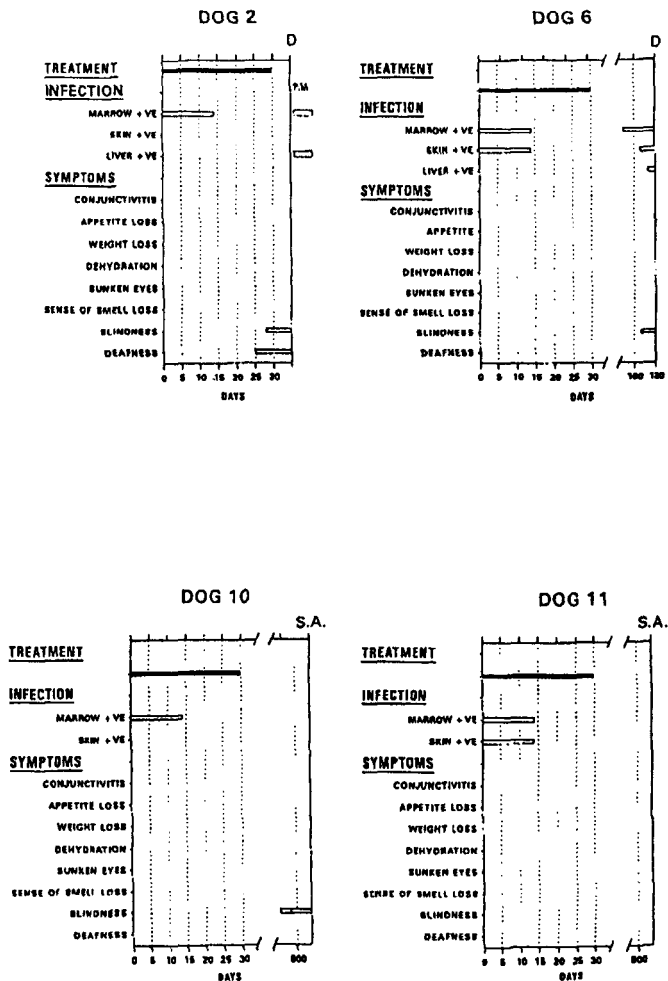 DOG 2
D
TREATMENT
INFECTION
P.M.
MARROW +VE
SKIN +VE
LIVER +VE
SYMPTOMS
CONJUNCTIVITIS
APPETITE LOSS
WEIGHT LOSS
DEHYDRATION
SUNKEN EYES
SENSE OF SMELL LOSS
BLINDNESS
DEAFNESS
0 5 10 15 20 25 30
DAYS
DOG 6
D
TREATMENT
INFECTION
MARROW +VE
SKIN +VE
LIVER +VE
SYMPTOMS
CONJUNCTIVITIS
APPETITE
WEIGHT LOSS
DEHYDRATION
SUNKEN EYES
SENSE OF SMELL LOSS
BLINDNESS
DEAFNESS
0 5 10 15 20 25 30
DAYS
DOG 10
S.A.
TREATMENT
INFECTION
MARROW +VE
SKIN +VE
SYMPTOMS
CONJUNCTIVITIS
APPETITE LOSS
WEIGHT LOSS
DEHYDRATION
SUNKEN EYES
SENSE OF SMELL LOSS
BLINDNESS
DEAFNESS
0 5 10 15 20 25 30
DAYS
DOG 11
S.A.
TREATMENT
INFECTION
MARROW +VE
SKIN +VE
SYMPTOMS
CONJUNCTIVITIS
APPETITE LOSS
WEIGHT LOSS
DEHYDRATION
SUNKEN EYES
SENSE OF SMELL LOSS
BLINDNESS
DEAFNESS
0 5 10 15 20 25 30
DAYS